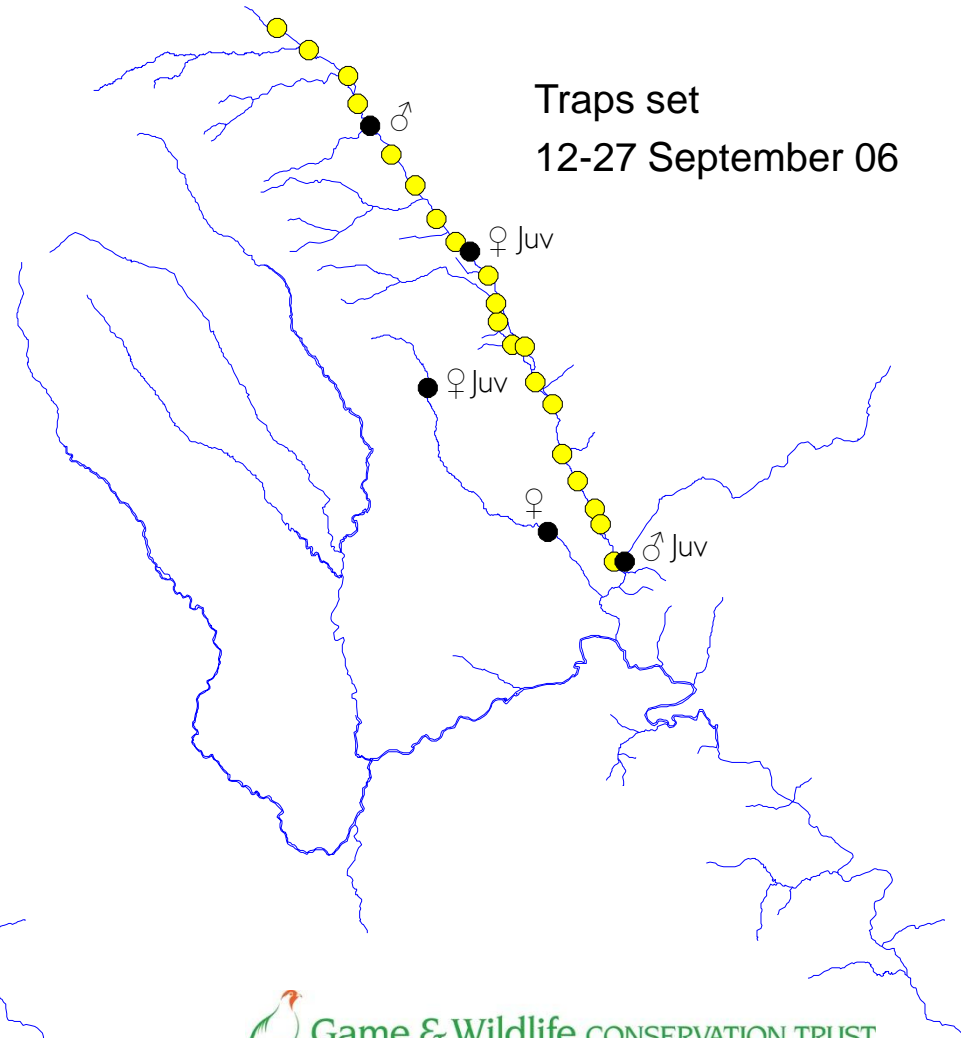 Traps set
12-27 September 06
♂
♀ Juv
♀ Juv
♀
♂ Juv
Game & Wildlife CONSERVATION TRUST